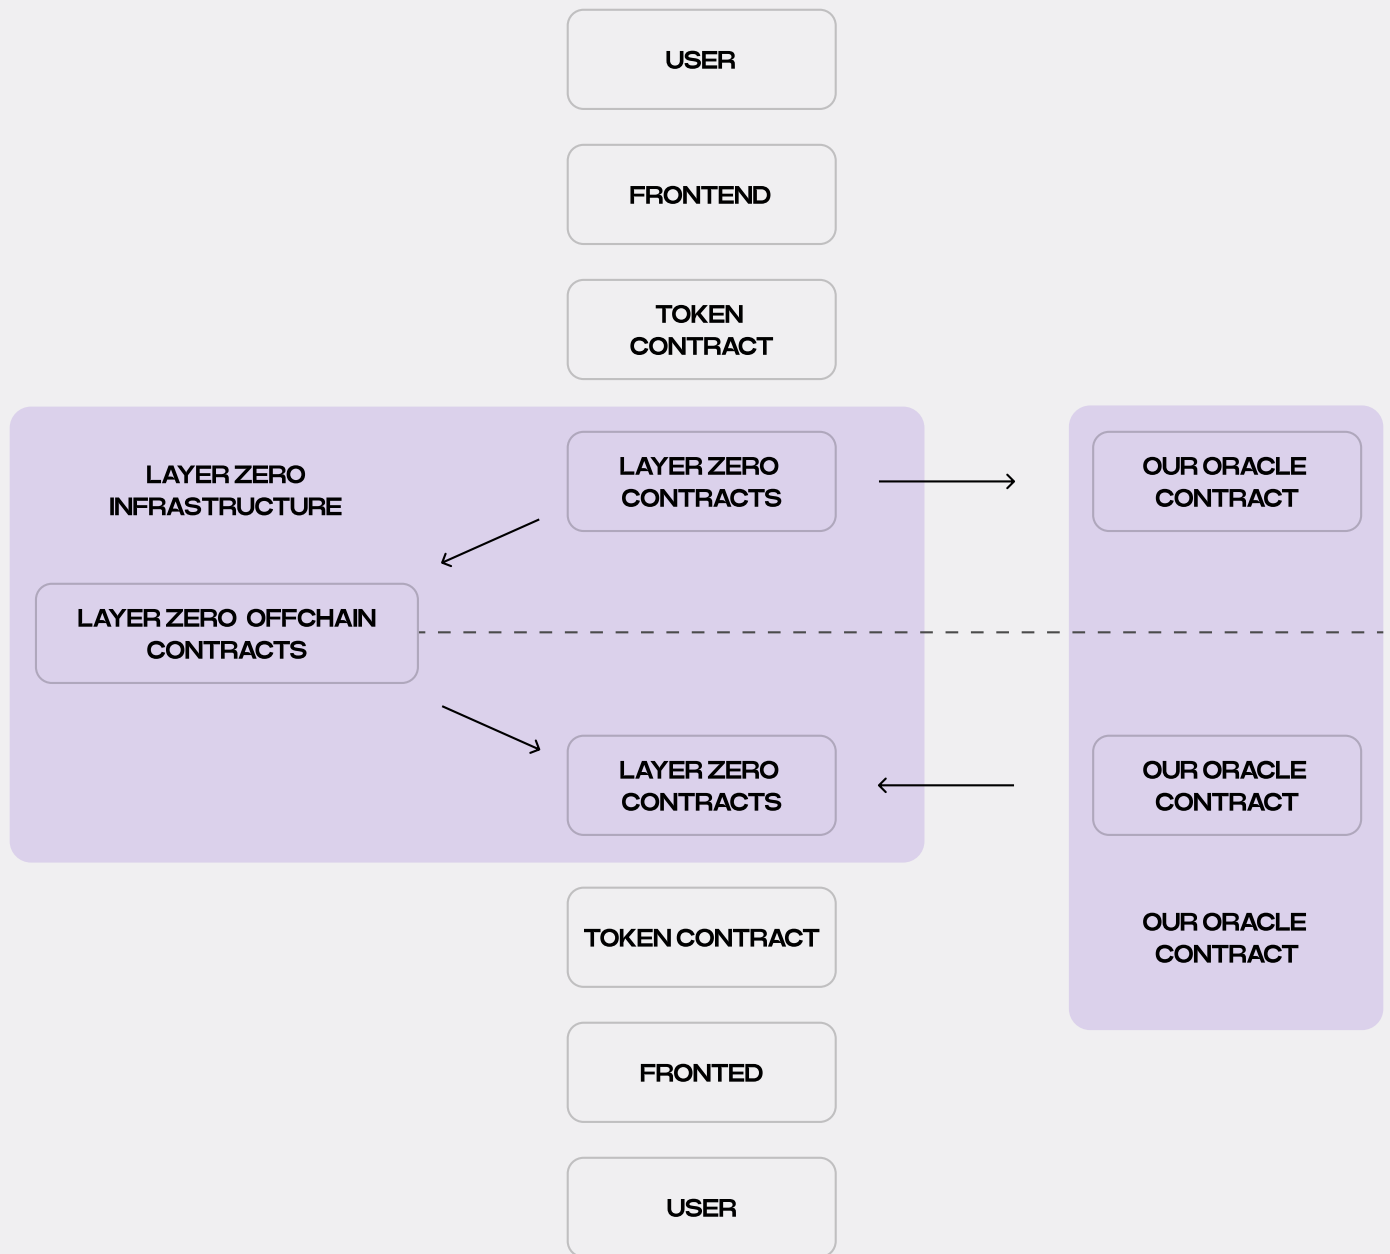 USER
FRONTEND
TOKEN
CONTRACT
LAYER ZERO
INFRASTRUCTURE
LAYER ZERO
CONTRACTS
OUR ORACLE
CONTRACT
LAYER ZERO OFFCHAIN
CONTRACTS
LAYER ZERO
CONTRACTS
OUR ORACLE
CONTRACT
TOKEN CONTRACT
OUR ORACLE
CONTRACT
FRONTED
USER